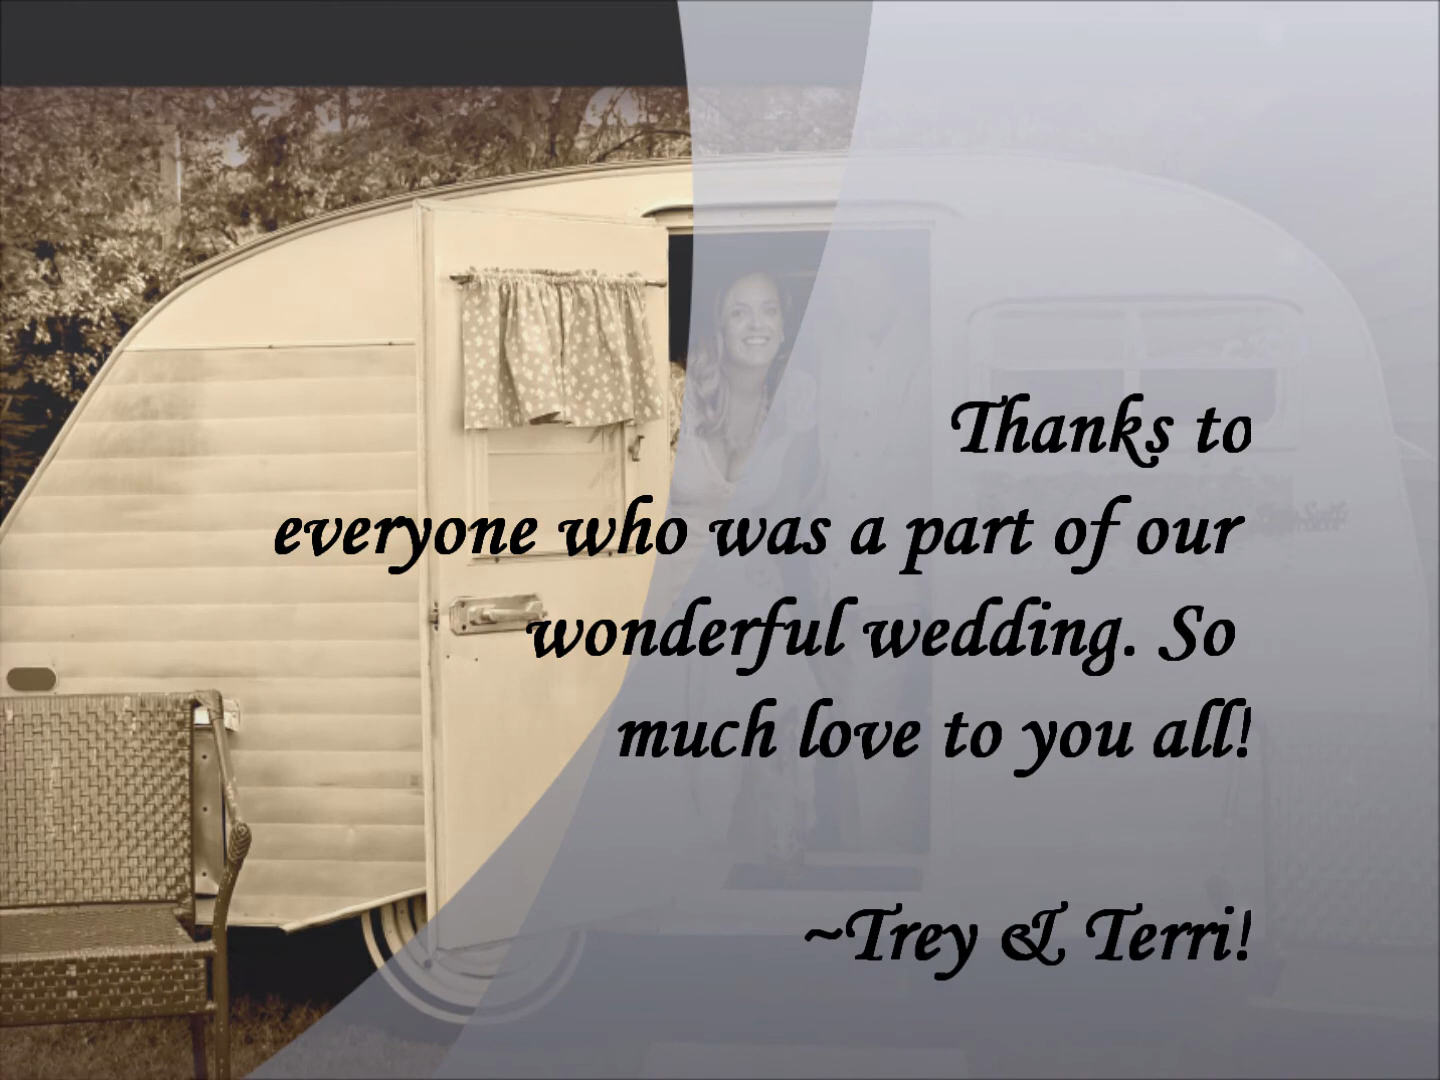 Thanks to
everyone who was a part of our
wonderful wedding. So
much love to you all!
~Trey & Terri!